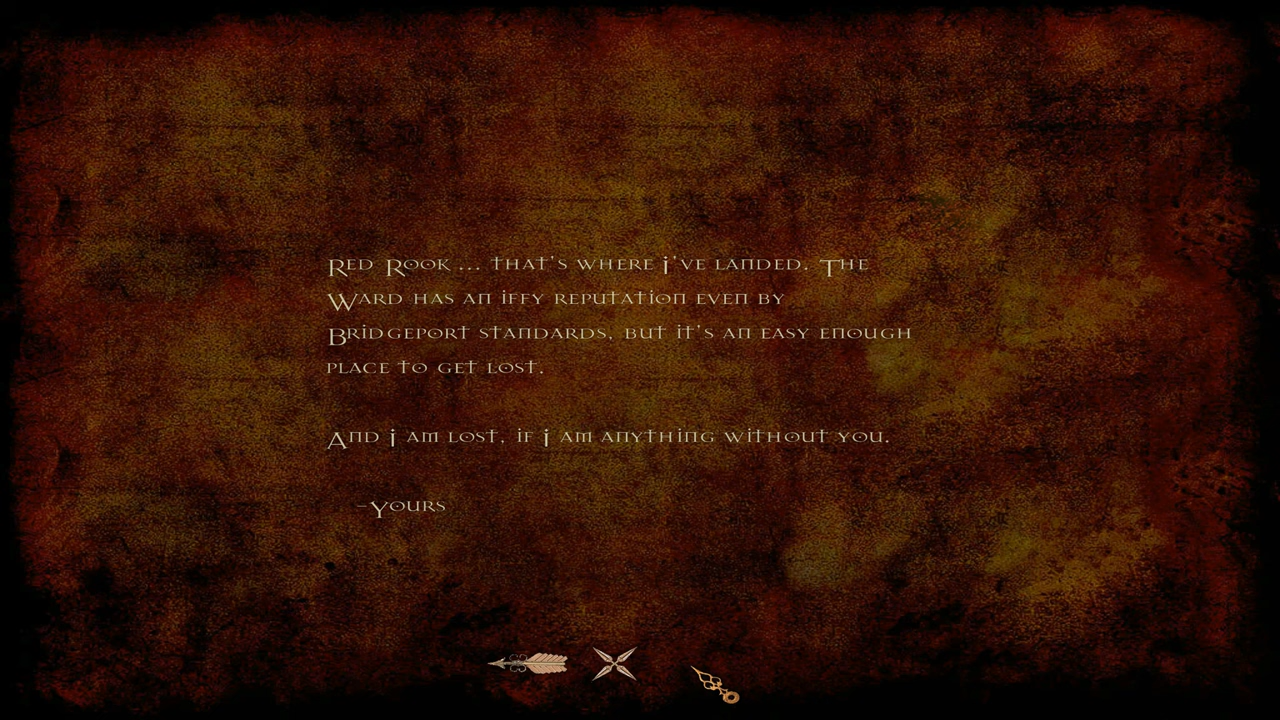 Red Rook ... that's where I've landed. The
Ward has an iffy reputation even by
Bridgeport standards, but it's an easy enough
place to get lost.
And I am lost, if I am anything without you.
-Yours